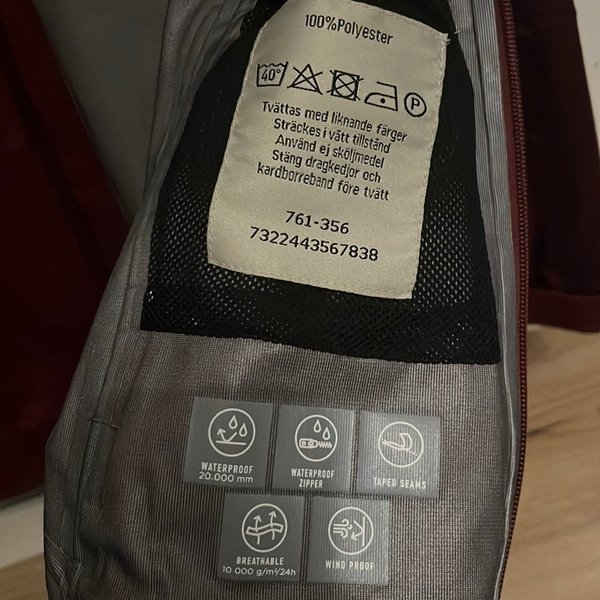 100%Polyester
40°
P
Tvättas med liknande färger
Sträckes i vått tillstånd
Använd ej sköljmedel
Stäng dragkedjor och
kardborreband före tvätt
761-356
7322443567838
WATERPROOF
20.000 mm
WATERPROOF
ZIPPER
TAPED SEAMS
BREATHABLE
10 000 g/m²/24h
WIND PROOF